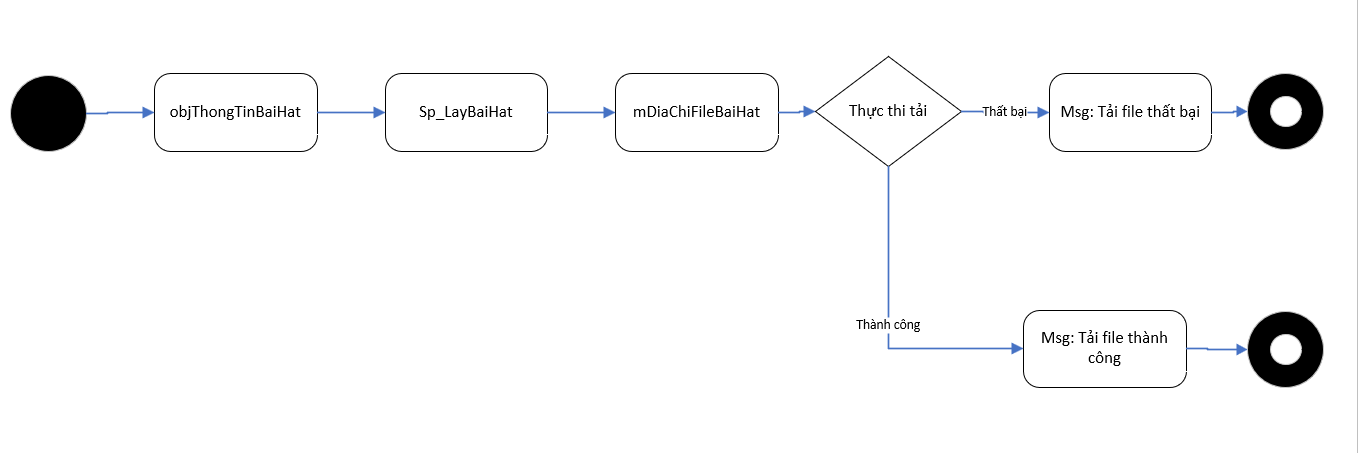 objThongTinBaiHat
Sp_LayBaiHat
mDiaChiFileBaiHat
Thực thi tải
Thất bại
Msg: Tải file thất bại
Thành công
Msg: Tải file thành
công